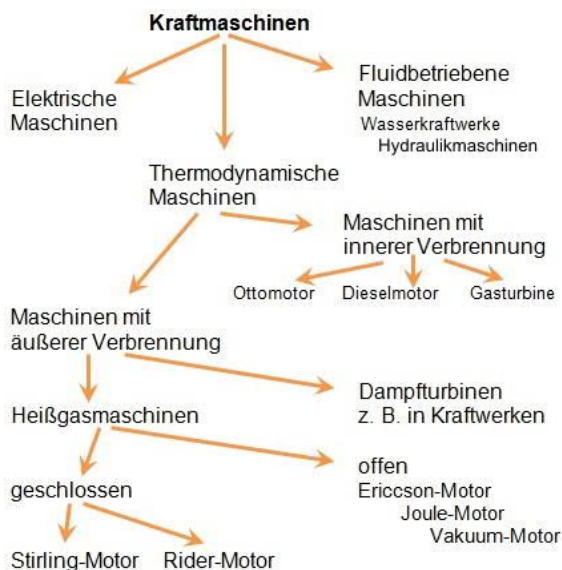 Kraftmaschinen
Elektrische
Maschinen
Fluidbetriebene
Maschinen
Wasserkraftwerke
Hydraulikmaschinen
Thermodynamische
Maschinen
Maschinen mit
innerer Verbrennung
Ottomotor Dieselmotor Gasturbine
Maschinen mit
äußerer Verbrennung
Dampfturbinen
z. B. in Kraftwerken
Heißgasmaschinen
offen
Ericcson-Motor
Joule-Motor
Vakuum-Motor
geschlossen
Stirling-Motor Rider-Motor